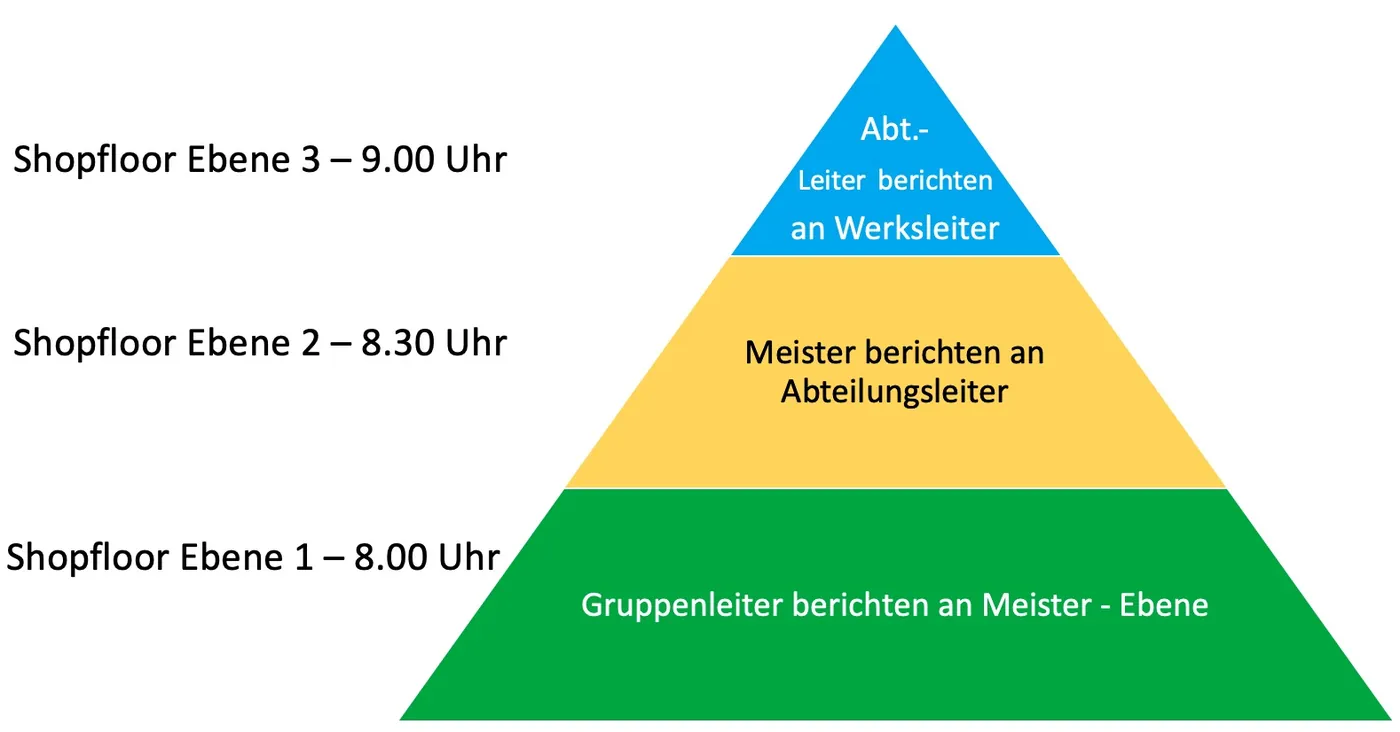 Shopfloor Ebene 3 – 9.00 Uhr
Abt.-
Leiter berichten
an Werksleiter
Shopfloor Ebene 2 – 8.30 Uhr
Meister berichten an
Abteilungsleiter
Shopfloor Ebene 1 – 8.00 Uhr
Gruppenleiter berichten an Meister - Ebene